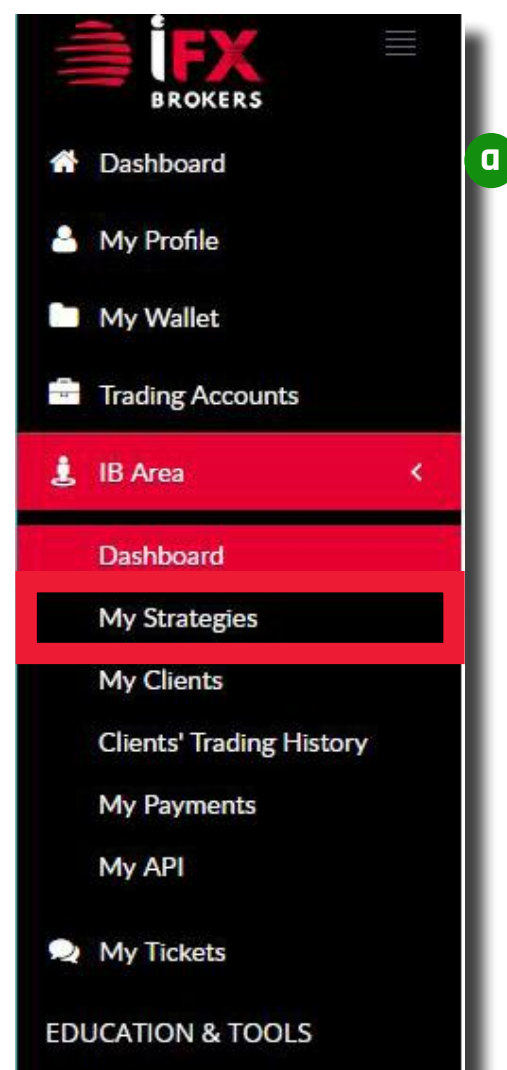 iFX
BROKERS
Dashboard
a
My Profile
My Wallet
Trading Accounts
IB Area
Dashboard
My Strategies
My Clients
Clients' Trading History
My Payments
My API
My Tickets
EDUCATION & TOOLS